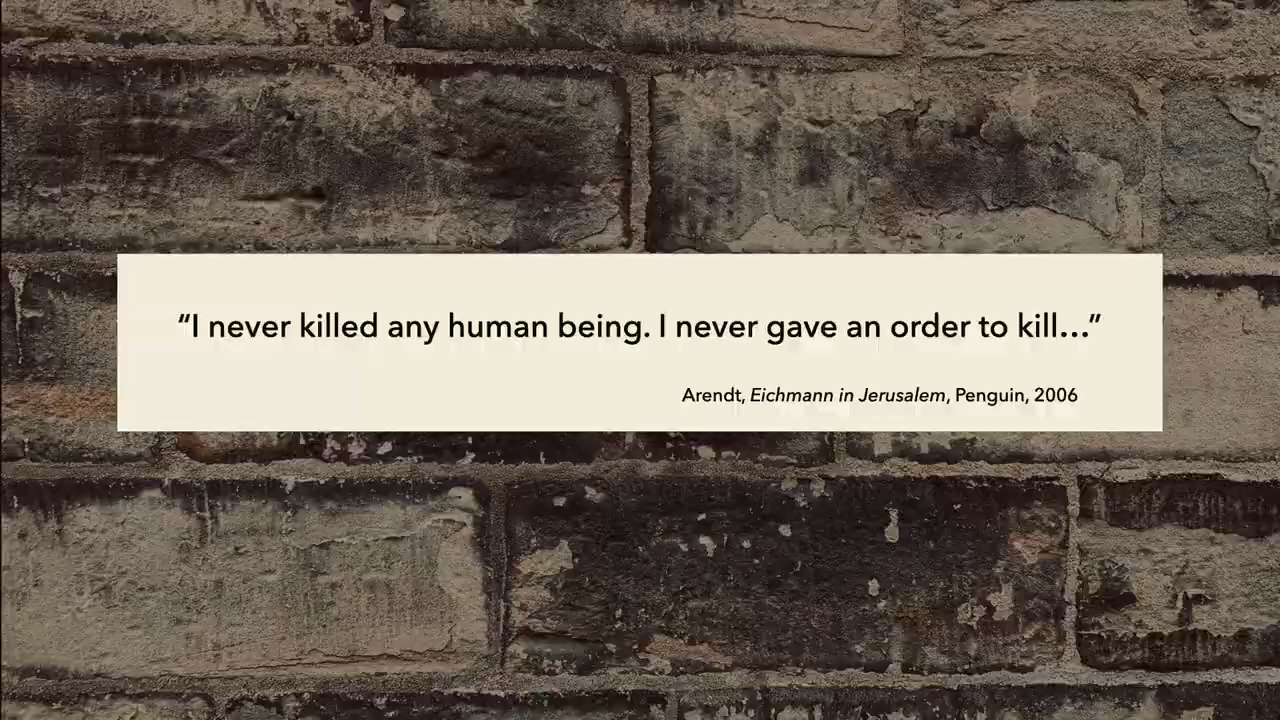 “I never killed any human being. I never gave an order to kill…”
Arendt, Eichmann in Jerusalem, Penguin, 2006